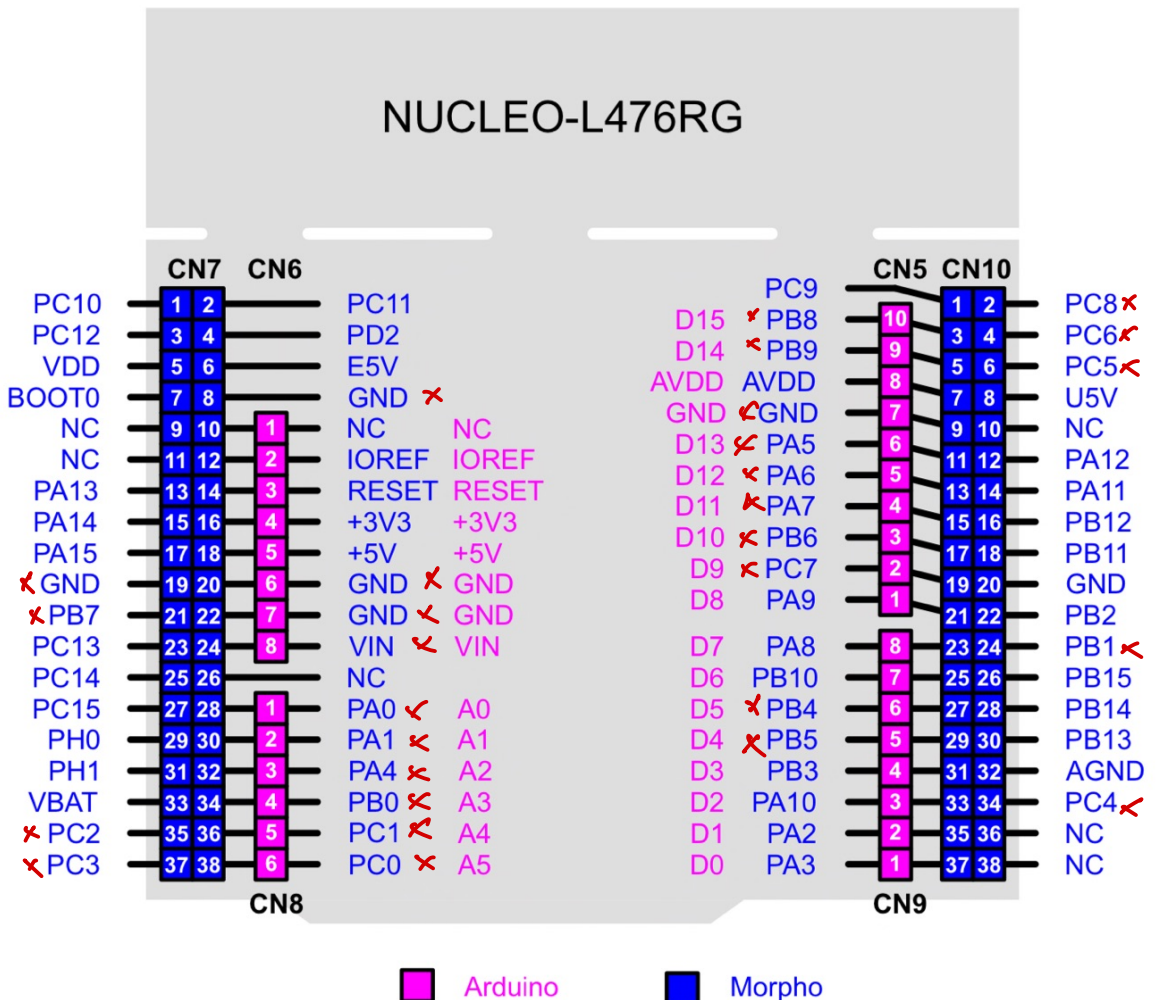 NUCLEO-L476RG
CN7 CN6 CN5 CN10
PC9
PC10 1 2 PC11 1 2 PC8
D15 PB8 10
PC12 3 4 PD2 3 4 PC6
D14 PB9 9
VDD 5 6 E5V 5 6 PC5
AVDD AVDD 8
BOOT0 7 8 GND 7 8 U5V
GND GND 7
NC 9 10 1 NC NC 9 10 NC
D13 PA5 6
NC 11 12 2 IOREF IOREF 11 12 PA12
D12 PA6 5
PA13 13 14 3 RESET RESET 13 14 PA11
D11 PA7 4
PA14 15 16 4 +3V3 +3V3 15 16 PB12
D10 PB6 3
PA15 17 18 5 +5V +5V 17 18 PB11
D9 PC7 2
GND 19 20 6 GND GND 19 20 GND
D8 PA9 1
PB7 21 22 7 GND GND 21 22 PB2
PC13 23 24 8 VIN VIN D7 PA8 8 23 24 PB1
PC14 25 26 NC D6 PB10 7 25 26 PB15
PC15 27 28 1 PA0 A0 D5 PB4 6 27 28 PB14
PH0 29 30 2 PA1 A1 D4 PB5 5 29 30 PB13
PH1 31 32 3 PA4 A2 D3 PB3 4 31 32 AGND
VBAT 33 34 4 PB0 A3 D2 PA10 3 33 34 PC4
PC2 35 36 5 PC1 A4 D1 PA2 2 35 36 NC
PC3 37 38 6 PC0 A5 D0 PA3 1 37 38 NC
CN8 CN9
Arduino Morpho